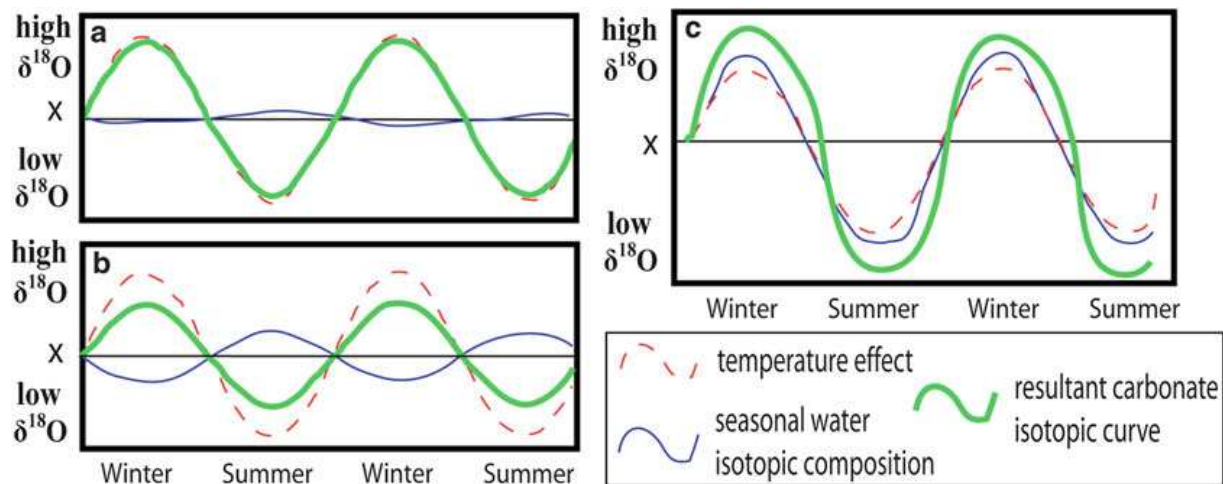 a
high
δ¹⁸O
X
low
δ¹⁸O
b
high
δ¹⁸O
X
low
δ¹⁸O
Winter Summer Winter Summer
c
high
δ¹⁸O
X
low
δ¹⁸O
Winter Summer Winter Summer
temperature effect
seasonal water
isotopic composition
resultant carbonate
isotopic curve